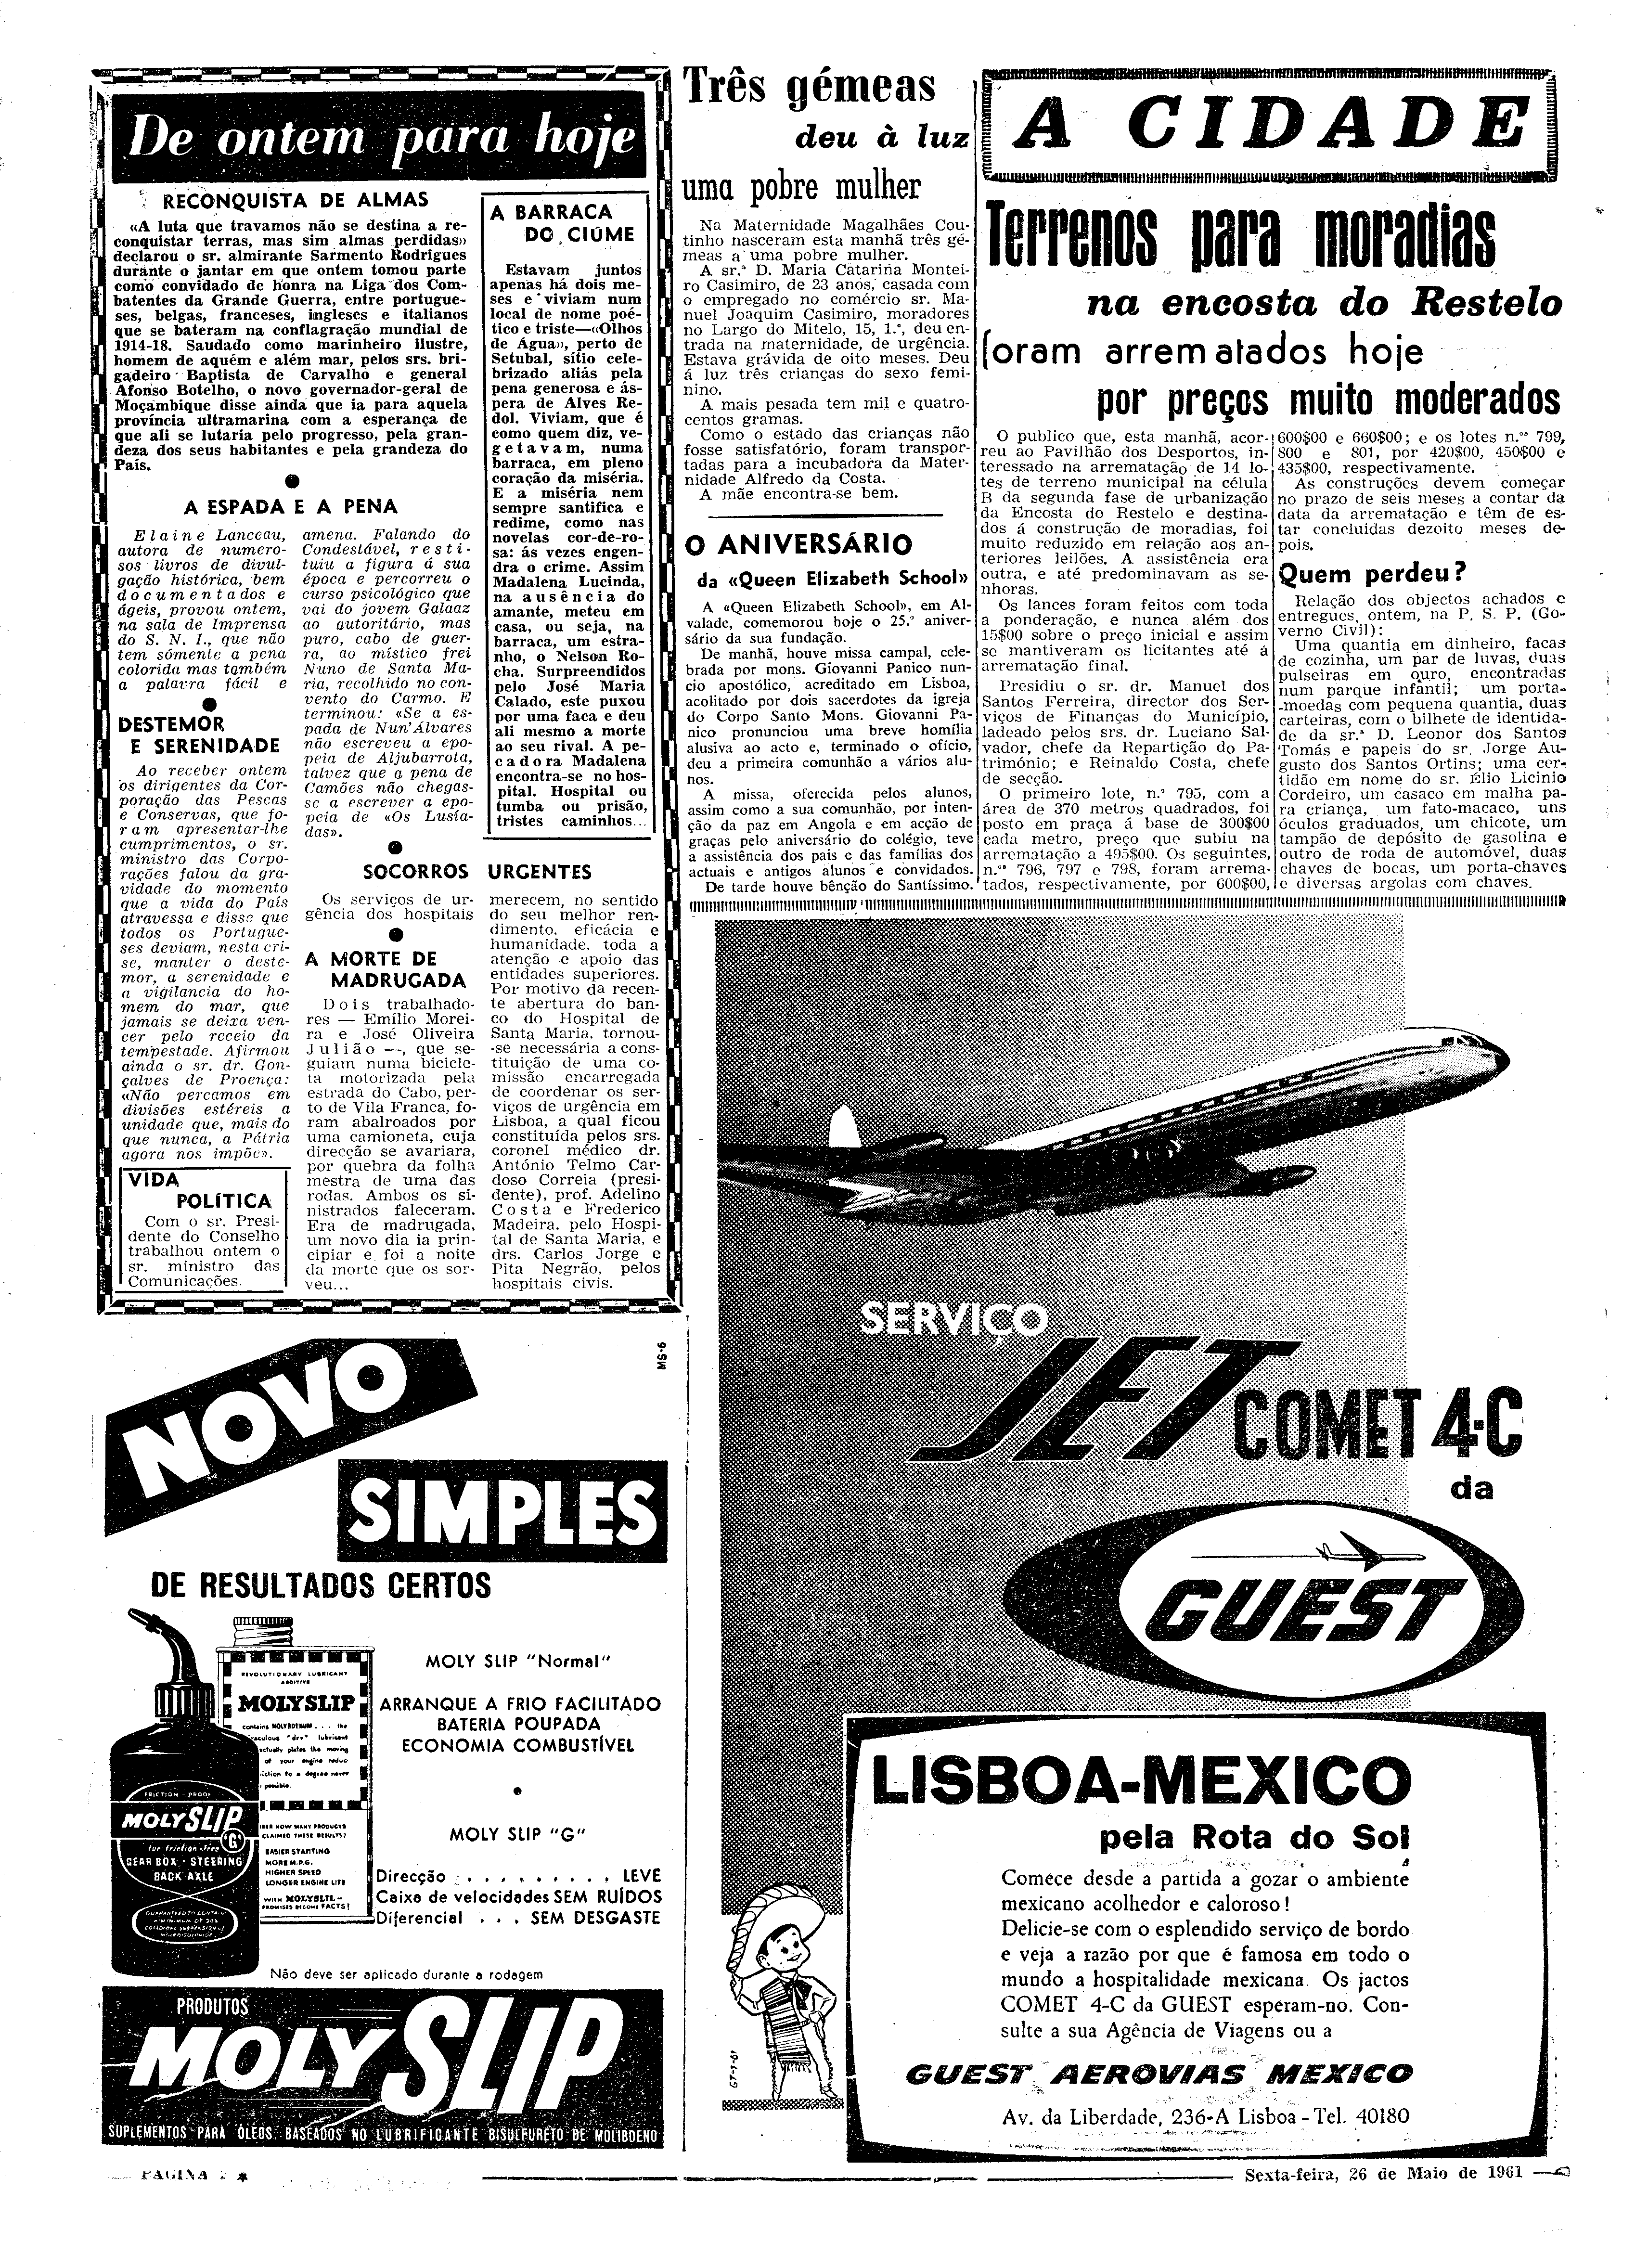 De ontem para hoje
RECONQUISTA DE ALMAS
«A luta que travamos não se destina a re-
conquistar terras, mas sim almas perdidas»
declarou o sr. almirante Sarmento Rodrigues
durante o jantar em que ontem tomou parte
como convidado de honra na Liga dos Com-
batentes da Grande Guerra, entre portugue-
ses, belgas, franceses, ingleses e italianos
que se bateram na conflagração mundial de
1914-18. Saudado como marinheiro ilustre,
homem de aquém e além mar, pelos srs. bri-
gadeiro Baptista de Carvalho e general
Afonso Botelho, o novo governador-geral de
Moçambique disse ainda que ia para aquela
província ultramarina com a esperança de
que ali se lutaria pelo progresso, pela gran-
deza dos seus habitantes e pela grandeza do
País.
A ESPADA E A PENA
Elaine Lanceau,
autora de numero-
sos livros de divul-
gação histórica, bem
documentados e
ágeis, provou ontem,
na sala de Imprensa
do S. N. I., que não
tem sómente a pena
colorida mas também
a palavra fácil e
amena. Falando do
Condestável, resti-
tuiu a figura á sua
época e percorreu o
curso psicológico que
vai do jovem Galaaz
ao autoritário, mas
puro, cabo de guer-
ra, ao místico frei
Nuno de Santa Ma-
ria, recolhido no con-
vento do Carmo. E
terminou: «Se a es-
pada de Nun'Álvares
não escreveu a epo-
peia de Aljubarrota,
talvez que a pena de
Camões não chegas-
se a escrever a epo-
peia de «Os Lusía-
das».
DESTEMOR
E SERENIDADE
Ao receber ontem
os dirigentes da Cor-
poração das Pescas
e Conservas, que fo-
ram apresentar-lhe
cumprimentos, o sr.
ministro das Corpo-
rações falou da gra-
vidade do momento
que a vida do País
atravessa e disse que
todos os Portugue-
ses deviam, nesta cri-
se, manter o deste-
mor, a serenidade e
a vigilancia do ho-
mem do mar, que
jamais se deixa ven-
cer pelo receio da
tempestade. Afirmou
ainda o sr. dr. Gon-
çalves de Proença:
«Não percamos em
divisões estéreis a
unidade que, mais do
que nunca, a Pátria
agora nos impõe».
VIDA
POLÍTICA
Com o sr. Presi-
dente do Conselho
trabalhou ontem o
sr. ministro das
Comunicações.
A BARRACA
DO CIÚME
Estavam juntos
apenas há dois me-
ses e viviam num
local de nome poé-
tico e triste—«Olhos
de Água», perto de
Setubal, sítio cele-
brizado aliás pela
pena generosa e ás-
pera de Alves Re-
dol. Viviam, que é
como quem diz, ve-
getavam, numa
barraca, em pleno
coração da miséria.
E a miséria nem
sempre santifica e
redime, como nas
novelas cor-de-ro-
sa: ás vezes engen-
dra o crime. Assim
Madalena Lucinda,
na ausência do
amante, meteu em
casa, ou seja, na
barraca, um estra-
nho, o Nelson Ro-
cha. Surpreendidos
pelo José Maria
Calado, este puxou
por uma faca e deu
ali mesmo a morte
ao seu rival. A pe-
cadora Madalena
encontra-se no hos-
pital. Hospital ou
tumba ou prisão,
tristes caminhos...
SOCORROS URGENTES
Os serviços de ur-
gência dos hospitais
merecem, no sentido
do seu melhor ren-
dimento, eficácia e
humanidade, toda a
atenção e apoio das
entidades superiores.
Por motivo da recen-
te abertura do ban-
co do Hospital de
Santa Maria, tornou-
-se necessária a cons-
tituição de uma co-
missão encarregada
de coordenar os ser-
viços de urgência em
Lisboa, a qual ficou
constituída pelos srs.
coronel médico dr.
António Telmo Car-
doso Correia (presi-
dente), prof. Adelino
Costa e Frederico
Madeira, pelo Hospi-
tal de Santa Maria, e
drs. Carlos Jorge e
Pita Negrão, pelos
hospitais civis.
A MORTE DE
MADRUGADA
Dois trabalhado-
res — Emílio Morei-
ra e José Oliveira
Julião —, que se-
guiam numa bicicle-
ta motorizada pela
estrada do Cabo, per-
to de Vila Franca, fo-
ram abalroados por
uma camioneta, cuja
direcção se avariara,
por quebra da folha
mestra de uma das
rodas. Ambos os si-
nistrados faleceram.
Era de madrugada,
um novo dia ia prin-
cipiar e foi a noite
da morte que os sor-
veu...
Três gémeas
deu à luz
uma pobre mulher
Na Maternidade Magalhães Cou-
tinho nasceram esta manhã três gé-
meas a uma pobre mulher.
A sr.ª D. Maria Catarina Montei-
ro Casimiro, de 23 anos, casada com
o empregado no comércio sr. Ma-
nuel Joaquim Casimiro, moradores
no Largo do Mitelo, 15, 1.º, deu en-
trada na maternidade, de urgência.
Estava grávida de oito meses. Deu
á luz três crianças do sexo femi-
nino.
A mais pesada tem mil e quatro-
centos gramas.
Como o estado das crianças não
fosse satisfatório, foram transpor-
tadas para a incubadora da Mater-
nidade Alfredo da Costa.
A mãe encontra-se bem.
O ANIVERSÁRIO
da «Queen Elizabeth School»
A «Queen Elizabeth School», em Al-
valade, comemorou hoje o 25.º aniver-
sário da sua fundação.
De manhã, houve missa campal, cele-
brada por mons. Giovanni Panico nun-
cio apostólico, acreditado em Lisboa,
acolitado por dois sacerdotes da igreja
do Corpo Santo Mons. Giovanni Pa-
nico pronunciou uma breve homília
alusiva ao acto e, terminado o ofício,
deu a primeira comunhão a vários alu-
nos.
A missa, oferecida pelos alunos,
assim como a sua comunhão, por inten-
ção da paz em Angola e em acção de
graças pelo aniversário do colégio, teve
a assistência dos pais e das famílias dos
actuais e antigos alunos e convidados.
De tarde houve bênção do Santíssimo.
A CIDADE
Terrenos para moradias
na encosta do Restelo
foram arrematados hoje
por preços muito moderados
O publico que, esta manhã, acor-
reu ao Pavilhão dos Desportos, in-
teressado na arrematação de 14 lo-
tes de terreno municipal na célula
B da segunda fase de urbanização
da Encosta do Restelo e destina-
dos á construção de moradias, foi
muito reduzido em relação aos an-
teriores leilões. A assistência era
outra, e até predominavam as se-
nhoras.
Os lances foram feitos com toda
a ponderação, e nunca além dos
15$00 sobre o preço inicial e assim
se mantiveram os licitantes até á
arrematação final.
Presidiu o sr. dr. Manuel dos
Santos Ferreira, director dos Ser-
viços de Finanças do Município,
ladeado pelos srs. dr. Luciano Sal-
vador, chefe da Repartição do Pa-
trimónio; e Reinaldo Costa, chefe
de secção.
O primeiro lote, n.º 795, com a
área de 370 metros quadrados, foi
posto em praça á base de 300$00
cada metro, preço que subiu na
arrematação a 495$00. Os seguintes,
n.ºs 796, 797 e 798, foram arrema-
tados, respectivamente, por 600$00,
600$00 e 660$00; e os lotes n.ºs 799,
800 e 801, por 420$00, 450$00 e
435$00, respectivamente.
As construções devem começar
no prazo de seis meses a contar da
data da arrematação e têm de es-
tar concluidas dezoito meses de-
pois.
Quem perdeu?
Relação dos objectos achados e
entregues, ontem, na P. S. P. (Go-
verno Civil):
Uma quantia em dinheiro, facas
de cozinha, um par de luvas, duas
pulseiras em ouro, encontradas
num parque infantil; um porta-
-moedas com pequena quantia, duas
carteiras, com o bilhete de identida-
de da sr.ª D. Leonor dos Santos
Tomás e papeis do sr. Jorge Au-
gusto dos Santos Ortins; uma cer-
tidão em nome do sr. Élio Licinio
Cordeiro, um casaco em malha pa-
ra criança, um fato-macaco, uns
óculos graduados, um chicote, um
tampão de depósito de gasolina e
outro de roda de automóvel, duas
chaves de bocas, um porta-chaves
e diversas argolas com chaves.
NOVO
SIMPLES
MS-6
DE RESULTADOS CERTOS
REVOLUTIONARY LUBRICANT
ADDITIVE
MOLYSLIP
contains MOLYBDENUM . . . the
"dry" lubricant
plates the moving
of your engine
to a degree never
possible.
HOW MANY PRODUCTS
CLAIMED THESE RESULTS?
EASIER STARTING
MORE M.P.G.
HIGHER SPEED
LONGER ENGINE LIFE
WITH MOLYSLIP-
PROMISES BECOME FACTS!
FRICTION - PROOF
MOLYSLIP
"G"
for friction-free
GEAR BOX · STEERING
BACK AXLE
MOLY SLIP "Normal"
ARRANQUE A FRIO FACILITADO
BATERIA POUPADA
ECONOMIA COMBUSTÍVEL
MOLY SLIP "G"
Direcção . . . . . . . . . . LEVE
Caixa de velocidades SEM RUÍDOS
Diferencial . . . SEM DESGASTE
Não deve ser aplicado durante a rodagem
PRODUTOS
MOLYSLIP
SUPLEMENTOS PARA ÓLEOS BASEADOS NO LUBRIFICANTE BISULFURETO DE MOLIBDENO
SERVIÇO
JET COMET 4-C
da
GUEST
LISBOA-MEXICO
pela Rota do Sol
Comece desde a partida a gozar o ambiente
mexicano acolhedor e caloroso!
Delicie-se com o esplendido serviço de bordo
e veja a razão por que é famosa em todo o
mundo a hospitalidade mexicana. Os jactos
COMET 4-C da GUEST esperam-no. Con-
sulte a sua Agência de Viagens ou a
GUEST AEROVIAS MEXICO
Av. da Liberdade, 236-A Lisboa - Tel. 40180
GT-1-61
PAGINA
Sexta-feira, 26 de Maio de 1961